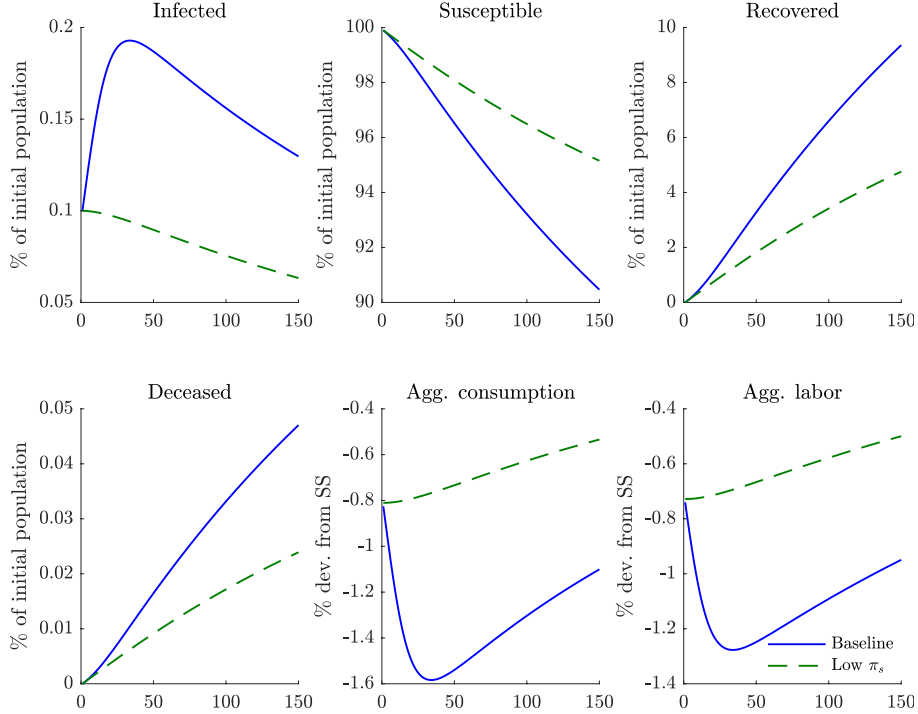 Infected
Susceptible
Recovered
% of initial population
0.2
0.15
0.1
0.05
0 50 100 150
% of initial population
100
98
96
94
92
90
0 50 100 150
% of initial population
10
8
6
4
2
0
0 50 100 150
Deceased
Agg. consumption
Agg. labor
% of initial population
0.05
0.04
0.03
0.02
0.01
0
0 50 100 150
% dev. from SS
-0.4
-0.6
-0.8
-1
-1.2
-1.4
-1.6
0 50 100 150
% dev. from SS
-0.4
-0.6
-0.8
-1
-1.2
-1.4
0 50 100 150
Baseline
Low πₛ